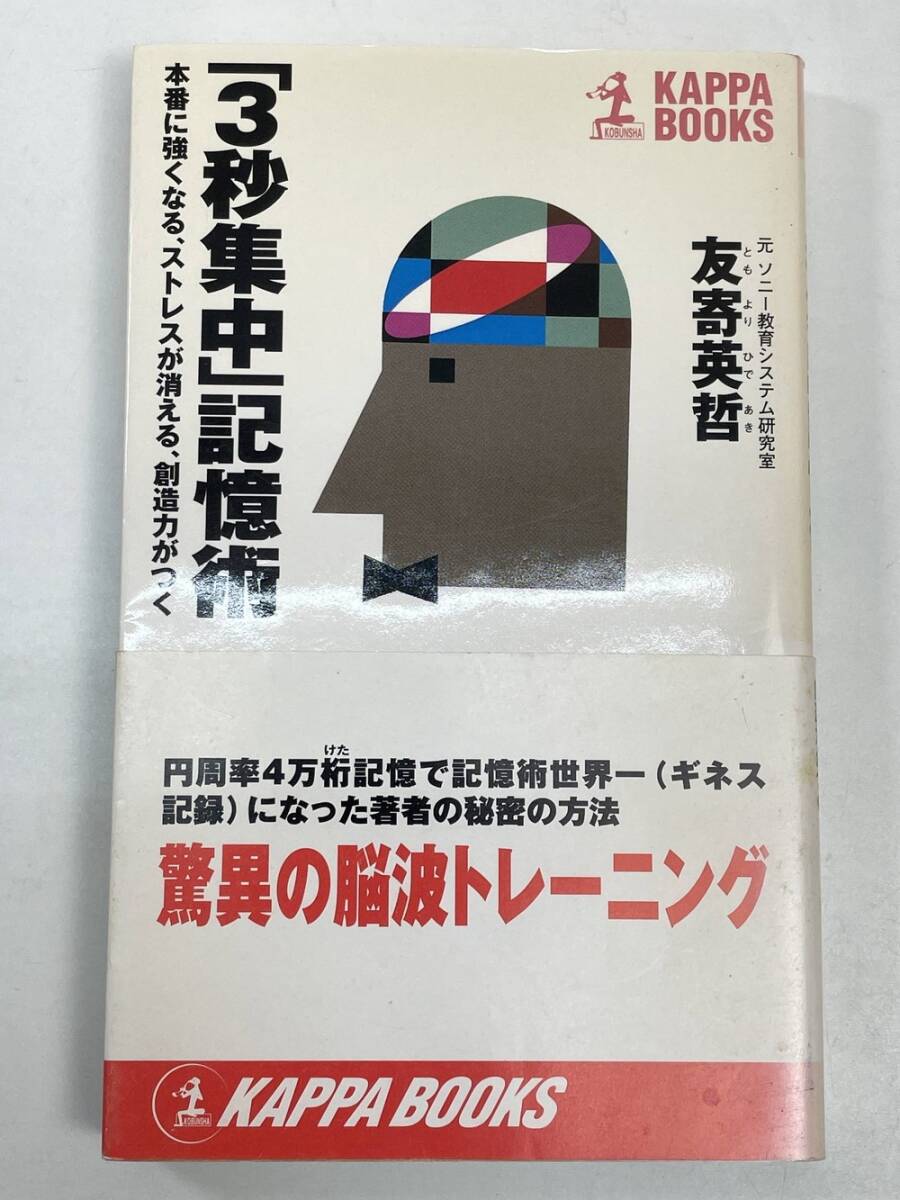 KAPPA
BOOKS
KOBUNSHA
元 ソニー教育システム研究室
友寄英哲
ともよりひであき
「3秒集中」記憶術
本番に強くなる、ストレスが消える、創造力がつく
けた
円周率4万桁記憶で記憶術世界一(ギネス
記録)になった著者の秘密の方法
驚異の脳波トレーニング
KOBUNSHA
KAPPA BOOKS